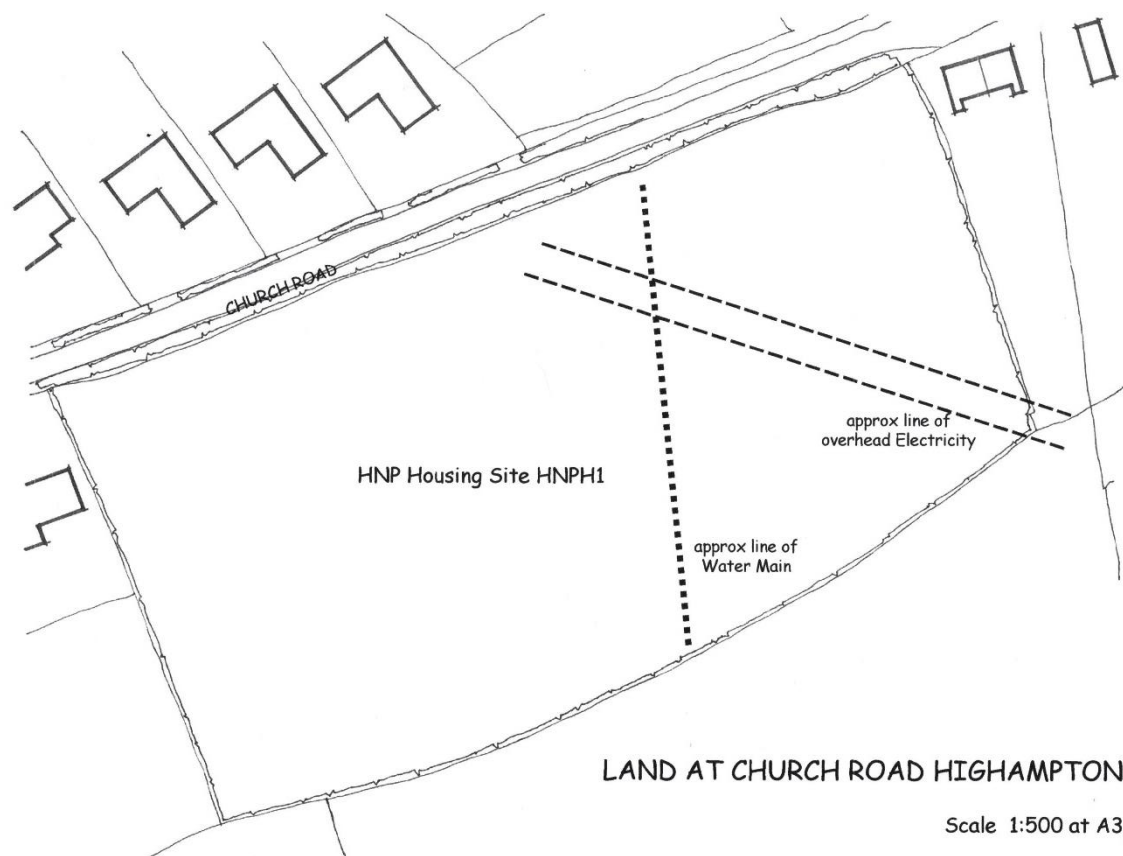 CHURCH ROAD
approx line of
overhead Electricity
HNP Housing Site HNPH1
approx line of
Water Main
LAND AT CHURCH ROAD HIGHAMPTON
Scale 1:500 at A3